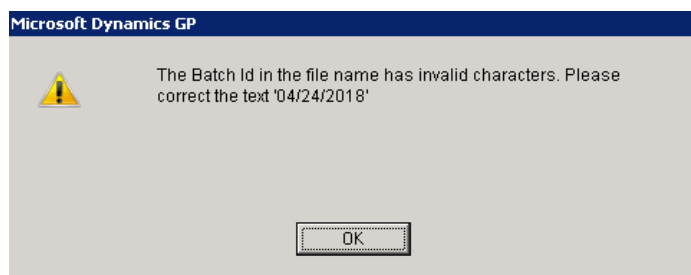 Microsoft Dynamics GP
The Batch Id in the file name has invalid characters. Please
correct the text '04/24/2018'
OK